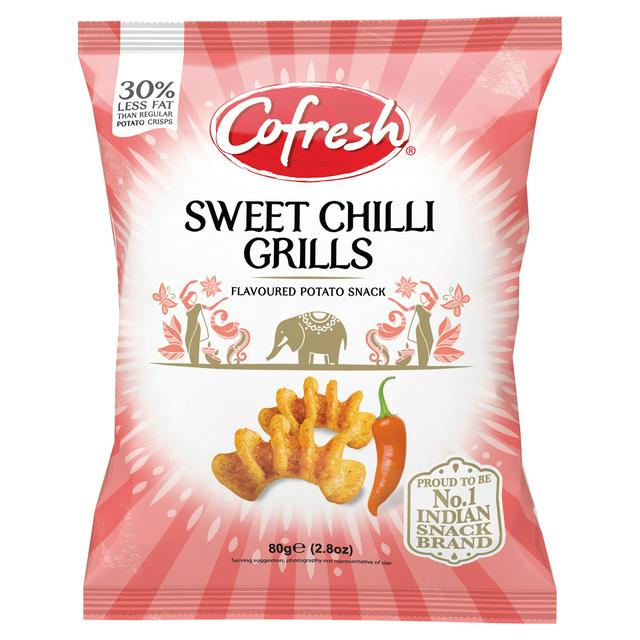 30%
LESS FAT
THAN REGULAR
POTATO CRISPS
Cofresh®
SWEET CHILLI
GRILLS
FLAVOURED POTATO SNACK
PROUD TO BE
No.1
INDIAN
SNACK
BRAND
80g℮ (2.8oz)
Serving suggestion, photography not representative of size